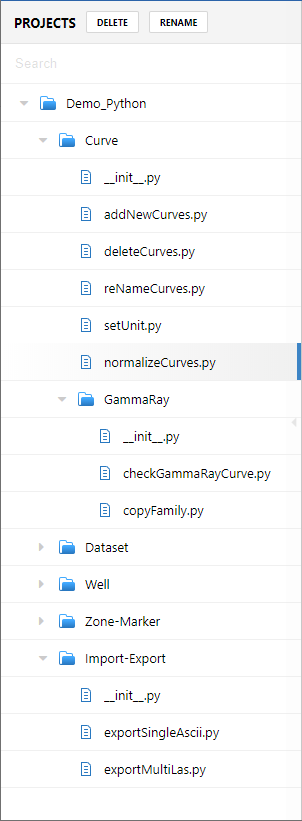 PROJECTS DELETE RENAME
Search
Demo_Python
Curve
__init__.py
addNewCurves.py
deleteCurves.py
reNameCurves.py
setUnit.py
normalizeCurves.py
GammaRay
__init__.py
checkGammaRayCurve.py
copyFamily.py
Dataset
Well
Zone-Marker
Import-Export
__init__.py
exportSingleAscii.py
exportMultiLas.py